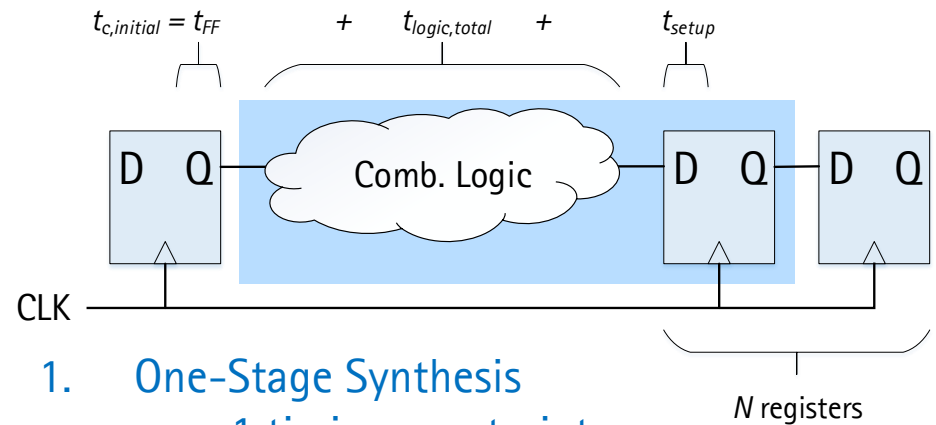 t_c,initial = t_FF + t_logic,total + t_setup
D Q Comb. Logic D Q D Q
CLK
1. One-Stage Synthesis
N registers